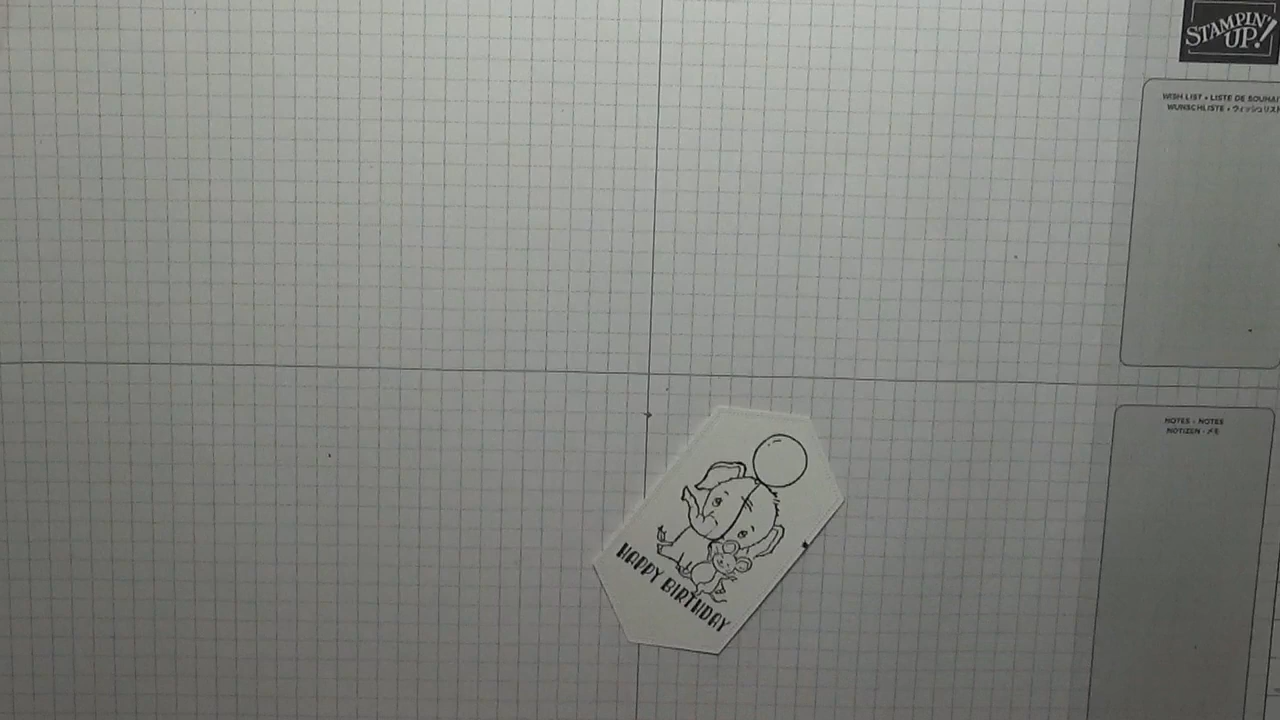 STAMPIN'
UP!
WISH LIST • LISTE DE SOUHAI
WUNSCHLISTE • ウィッシュリスト
NOTES • NOTES
NOTIZEN • メモ
HAPPY BIRTHDAY